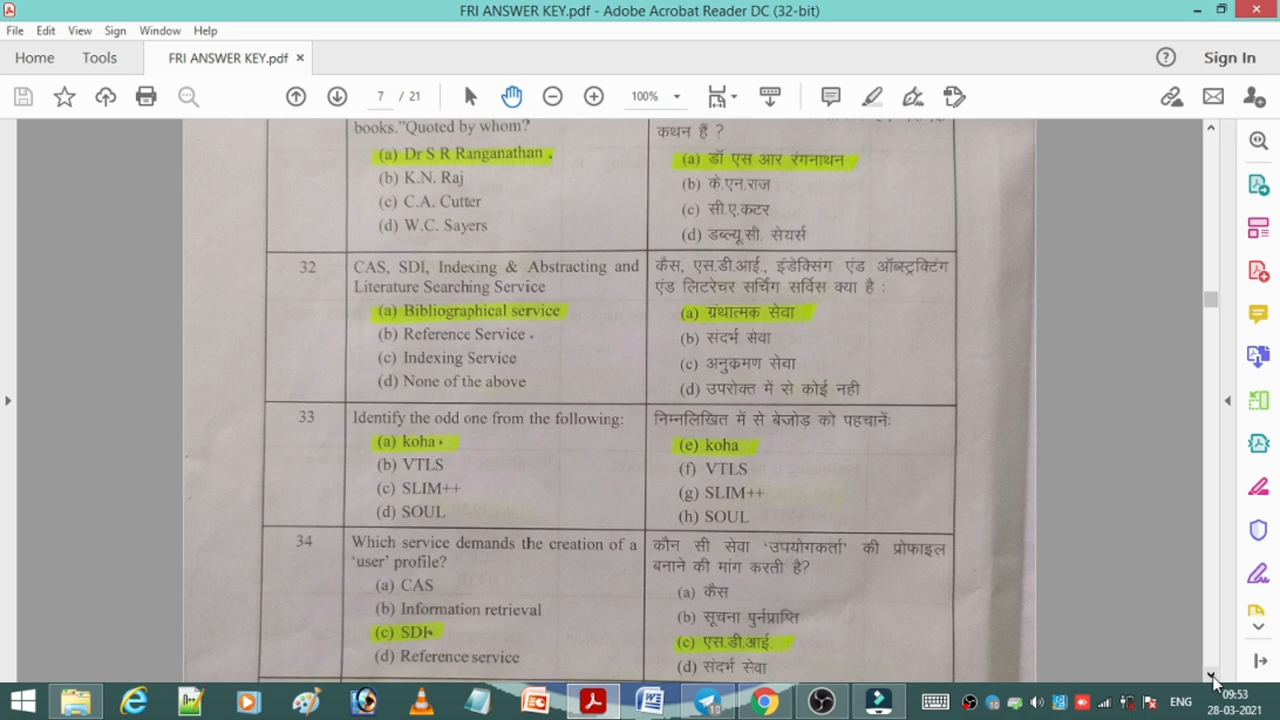 FRI ANSWER KEY.pdf - Adobe Acrobat Reader DC (32-bit)
File Edit View Sign Window Help
Home Tools FRI ANSWER KEY.pdf × Sign In
7 / 21 100%
books."Quoted by whom?
(a) Dr S R Ranganathan
(b) K.N. Raj
(c) C.A. Cutter
(d) W.C. Sayers
कथन हैं ?
(a) डॉ एस आर रंगनाथन
(b) के.एन.राज
(c) सी.ए.कटर
(d) डब्ल्यू.सी. सेयर्स
32
CAS, SDI, Indexing & Abstracting and
Literature Searching Service
(a) Bibliographical service
(b) Reference Service
(c) Indexing Service
(d) None of the above
कैस, एस.डी.आई., इंडेक्सिंग एंड ऑब्स्ट्रक्टिंग
एंड लिटरेचर सर्चिंग सर्विस क्या है :
(a) ग्रंथात्मक सेवा
(b) संदर्भ सेवा
(c) अनुकमण सेवा
(d) उपरोक्त में से कोई नही
33
Identify the odd one from the following:
(a) koha
(b) VTLS
(c) SLIM++
(d) SOUL
निम्नलिखित में से बेजोड़ को पहचानें:
(e) koha
(f) VTLS
(g) SLIM++
(h) SOUL
34
Which service demands the creation of a
'user' profile?
(a) CAS
(b) Information retrieval
(c) SDI
(d) Reference service
कौन सी सेवा 'उपयोगकर्ता' की प्रोफाइल
बनाने की मांग करती है?
(a) कैस
(b) सूचना पुर्नप्राप्ति
(c) एस.डी.आई.
(d) संदर्भ सेवा
ENG 09:53
28-03-2021